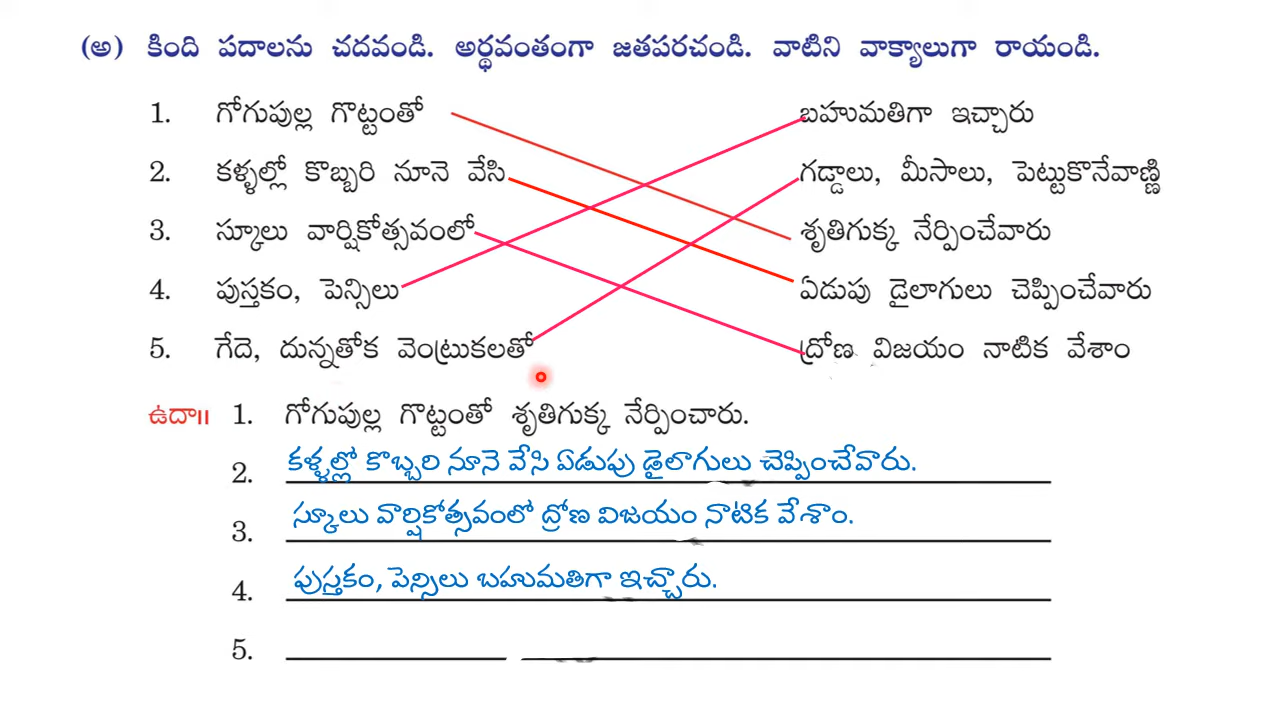 (అ) కింది పదాలను చదవండి. అర్థవంతంగా జతపరచండి. వాటిని వాక్యాలుగా రాయండి.
1. గోగుపుల్ల గొట్టంతో బహుమతిగా ఇచ్చారు
2. కళ్ళల్లో కొబ్బరి నూనె వేసి గడ్డాలు, మీసాలు, పెట్టుకొనేవాణ్ణి
3. స్కూలు వార్షికోత్సవంలో శృతిగుక్క నేర్పించేవారు
4. పుస్తకం, పెన్సిలు ఏడుపు డైలాగులు చెప్పించేవారు
5. గేదె, దున్నతోక వెంట్రుకలతో ద్రోణ విజయం నాటిక వేశాం
ఉదా॥ 1. గోగుపుల్ల గొట్టంతో శృతిగుక్క నేర్పించారు.
2. కళ్ళల్లో కొబ్బరి నూనె వేసి ఏడుపు డైలాగులు చెప్పించేవారు.
3. స్కూలు వార్షికోత్సవంలో ద్రోణ విజయం నాటిక వేశాం.
4. పుస్తకం, పెన్సిలు బహుమతిగా ఇచ్చారు.
5.